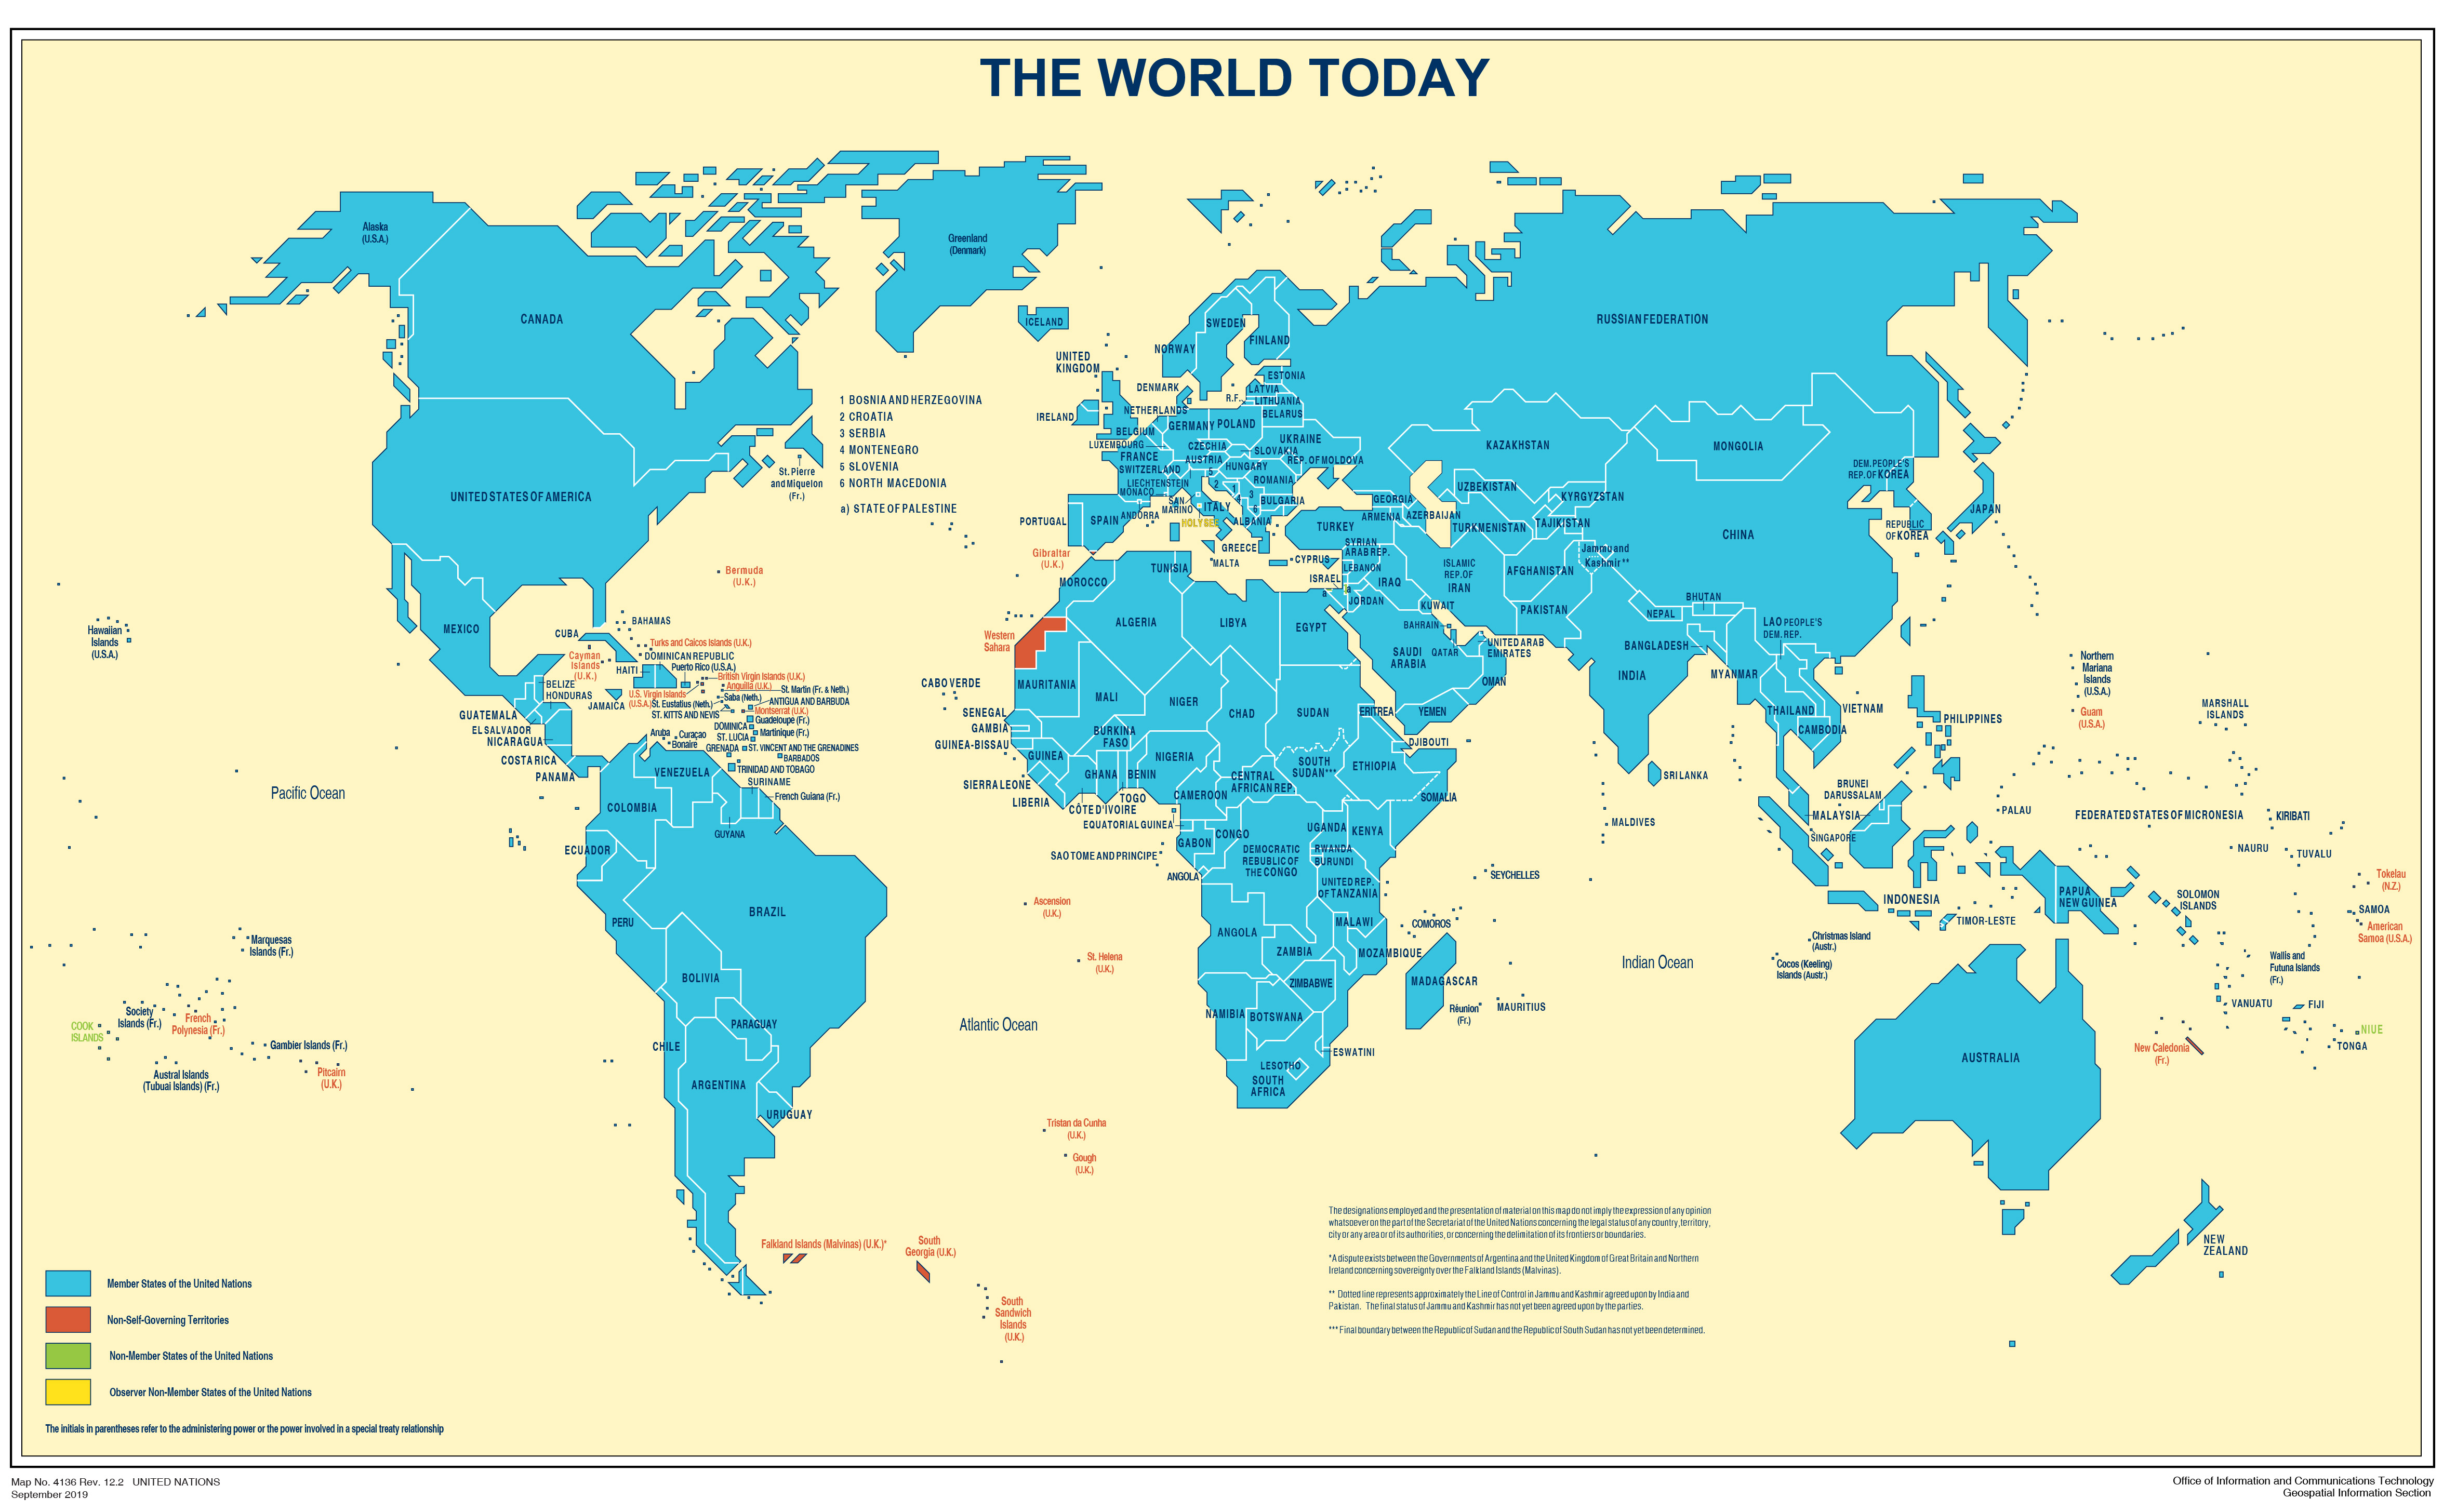 THE WORLD TODAY
Alaska
(U.S.A.)
Greenland
(Denmark)
CANADA
ICELAND
SWEDEN
FINLAND
NORWAY
RUSSIAN FEDERATION
UNITED
KINGDOM
DENMARK
ESTONIA
LATVIA
R.F.
LITHUANIA
BELARUS
IRELAND
NETHERLANDS
BELGIUM
GERMANY
POLAND
LUXEMBOURG
CZECHIA
UKRAINE
SLOVAKIA
FRANCE
AUSTRIA
HUNGARY
REP. OF MOLDOVA
SWITZERLAND
5
LIECHTENSTEIN
2
ROMANIA
MONACO
1
3
4
6
SAN
MARINO
ITALY
BULGARIA
ANDORRA
HOLY SEE
ALBANIA
PORTUGAL
SPAIN
GREECE
MALTA
TURKEY
CYPRUS
GEORGIA
ARMENIA
AZERBAIJAN
KAZAKHSTAN
MONGOLIA
UZBEKISTAN
KYRGYZSTAN
TURKMENISTAN
TAJIKISTAN
CHINA
DEM. PEOPLE'S
REP. OF KOREA
REPUBLIC
OF KOREA
JAPAN
1 BOSNIA AND HERZEGOVINA
2 CROATIA
3 SERBIA
4 MONTENEGRO
5 SLOVENIA
6 NORTH MACEDONIA
a) STATE OF PALESTINE
St. Pierre
and Miquelon
(Fr.)
UNITED STATES OF AMERICA
Bermuda
(U.K.)
Gibraltar
(U.K.)
SYRIAN
ARAB REP.
LEBANON
ISRAEL
a
a
JORDAN
IRAQ
ISLAMIC
REP. OF
IRAN
AFGHANISTAN
Jammu and
Kashmir**
KUWAIT
PAKISTAN
NEPAL
BHUTAN
BAHRAIN
QATAR
UNITED ARAB
EMIRATES
SAUDI
ARABIA
OMAN
YEMEN
BANGLADESH
INDIA
MYANMAR
LAO PEOPLE'S
DEM. REP.
THAILAND
VIETNAM
CAMBODIA
PHILIPPINES
SRI LANKA
MALDIVES
BRUNEI
DARUSSALAM
MALAYSIA
SINGAPORE
INDONESIA
TIMOR-LESTE
PALAU
Northern
Mariana
Islands
(U.S.A.)
Guam
(U.S.A.)
MARSHALL
ISLANDS
FEDERATED STATES OF MICRONESIA
KIRIBATI
NAURU
TUVALU
PAPUA
NEW GUINEA
SOLOMON
ISLANDS
Tokelau
(N.Z.)
SAMOA
American
Samoa (U.S.A.)
Wallis and
Futuna Islands
(Fr.)
VANUATU
FIJI
NIUE
TONGA
New Caledonia
(Fr.)
AUSTRALIA
NEW
ZEALAND
Christmas Island
(Austr.)
Cocos (Keeling)
Islands (Austr.)
Indian Ocean
Hawaiian
Islands
(U.S.A.)
MEXICO
CUBA
BAHAMAS
Turks and Caicos Islands (U.K.)
Cayman
Islands
(U.K.)
HAITI
DOMINICAN REPUBLIC
Puerto Rico (U.S.A.)
British Virgin Islands (U.K.)
Anguilla (U.K.)
St. Martin (Fr. & Neth.)
U.S. Virgin Islands
(U.S.A.)
Saba (Neth.)
St. Eustatius (Neth.)
ANTIGUA AND BARBUDA
ST. KITTS AND NEVIS
Montserrat (U.K.)
Guadeloupe (Fr.)
DOMINICA
Martinique (Fr.)
ST. LUCIA
ST. VINCENT AND THE GRENADINES
GRENADA
BARBADOS
TRINIDAD AND TOBAGO
Aruba
Curaçao
Bonaire
BELIZE
HONDURAS
JAMAICA
GUATEMALA
EL SALVADOR
NICARAGUA
COSTA RICA
PANAMA
VENEZUELA
SURINAME
French Guiana (Fr.)
GUYANA
COLOMBIA
ECUADOR
PERU
BRAZIL
BOLIVIA
PARAGUAY
CHILE
ARGENTINA
URUGUAY
Pacific Ocean
Marquesas
Islands (Fr.)
Society
Islands (Fr.)
French
Polynesia (Fr.)
COOK
ISLANDS
Gambier Islands (Fr.)
Austral Islands
(Tubuai Islands) (Fr.)
Pitcairn
(U.K.)
MOROCCO
TUNISIA
ALGERIA
LIBYA
EGYPT
Western
Sahara
MAURITANIA
MALI
NIGER
CHAD
SUDAN
ERITREA
DJIBOUTI
CABO VERDE
SENEGAL
GAMBIA
GUINEA-BISSAU
GUINEA
SIERRA LEONE
LIBERIA
BURKINA
FASO
GHANA
BENIN
TOGO
CÔTE D'IVOIRE
NIGERIA
CAMEROON
CENTRAL
AFRICAN REP.
SOUTH
SUDAN***
ETHIOPIA
SOMALIA
EQUATORIAL GUINEA
SAO TOME AND PRINCIPE
GABON
CONGO
DEMOCRATIC
REPUBLIC OF
THE CONGO
UGANDA
KENYA
RWANDA
BURUNDI
UNITED REP.
OF TANZANIA
ANGOLA
ANGOLA
ZAMBIA
MALAWI
MOZAMBIQUE
ZIMBABWE
NAMIBIA
BOTSWANA
ESWATINI
LESOTHO
SOUTH
AFRICA
MADAGASCAR
COMOROS
SEYCHELLES
Réunion
(Fr.)
MAURITIUS
Ascension
(U.K.)
St. Helena
(U.K.)
Atlantic Ocean
Tristan da Cunha
(U.K.)
Gough
(U.K.)
Falkland Islands (Malvinas) (U.K.)*
South
Georgia (U.K.)
South
Sandwich
Islands
(U.K.)
The designations employed and the presentation of material on this map do not imply the expression of any opinion
whatsoever on the part of the Secretariat of the United Nations concerning the legal status of any country, territory,
city or any area or of its authorities, or concerning the delimitation of its frontiers or boundaries.
*A dispute exists between the Governments of Argentina and the United Kingdom of Great Britain and Northern
Ireland concerning sovereignty over the Falkland Islands (Malvinas).
** Dotted line represents approximately the Line of Control in Jammu and Kashmir agreed upon by India and
Pakistan. The final status of Jammu and Kashmir has not yet been agreed upon by the parties.
*** Final boundary between the Republic of Sudan and the Republic of South Sudan has not yet been determined.
Member States of the United Nations
Non-Self-Governing Territories
Non-Member States of the United Nations
Observer Non-Member States of the United Nations
The initials in parentheses refer to the administering power or the power involved in a special treaty relationship
Map No. 4136 Rev. 12.2 UNITED NATIONS
September 2019
Office of Information and Communications Technology
Geospatial Information Section